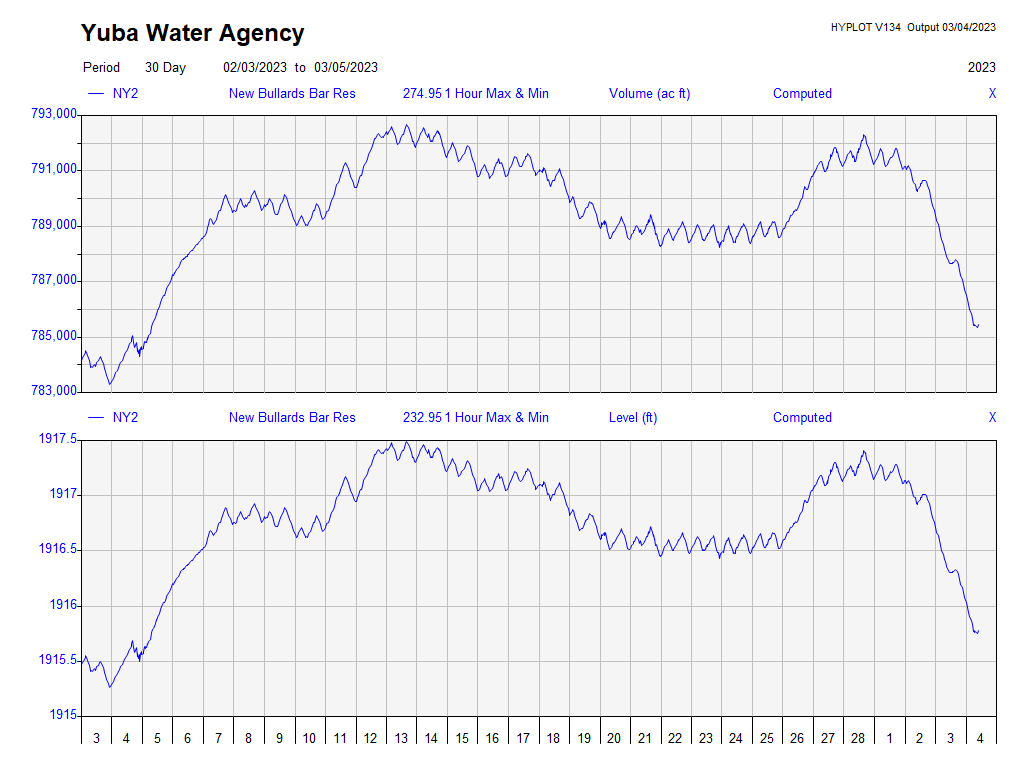 Yuba Water Agency
HYPLOT V134 Output 03/04/2023
Period 30 Day 02/03/2023 to 03/05/2023 2023
NY2 New Bullards Bar Res 274.95 1 Hour Max & Min Volume (ac ft) Computed X
793,000
791,000
789,000
787,000
785,000
783,000
NY2 New Bullards Bar Res 232.95 1 Hour Max & Min Level (ft) Computed X
1917.5
1917
1916.5
1916
1915.5
1915
3 4 5 6 7 8 9 10 11 12 13 14 15 16 17 18 19 20 21 22 23 24 25 26 27 28 1 2 3 4